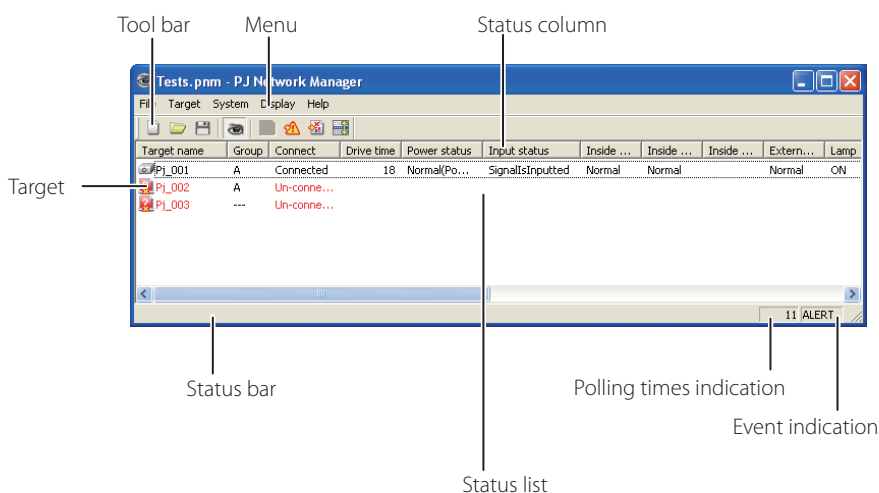 Tool bar Menu Status column
Tests.pnm - PJ Network Manager
File Target System Display Help
Target name Group Connect Drive time Power status Input status Inside ... Inside ... Inside ... Extern... Lamp
Pj_001 A Connected 18 Normal(Po... SignalIsInputted Normal Normal Normal ON
Target
Pj_002 A Un-conne...
Pj_003 --- Un-conne...
11 ALERT
Status bar Polling times indication
Event indication
Status list